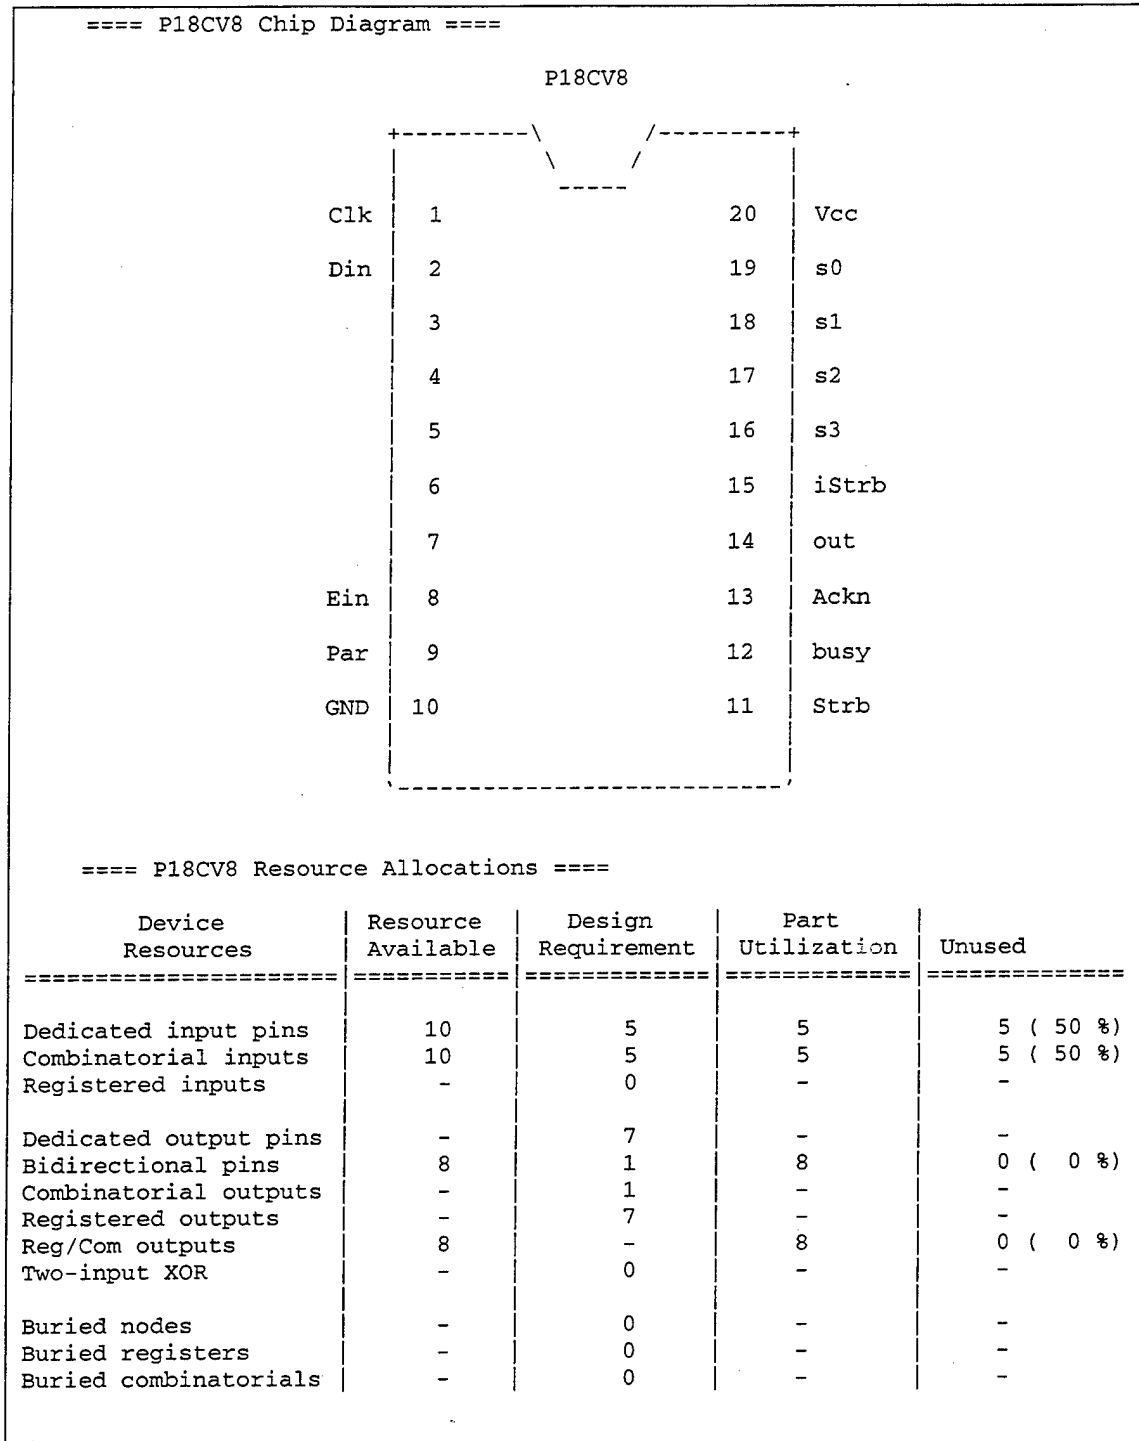 ==== P18CV8 Chip Diagram ====
P18CV8
+---------\ /---------+
\ /
-----
Clk | 1 20 | Vcc
Din | 2 19 | s0
| 3 18 | s1
| 4 17 | s2
| 5 16 | s3
| 6 15 | iStrb
| 7 14 | out
Ein | 8 13 | Ackn
Par | 9 12 | busy
GND | 10 11 | Strb
`---------------------------'
==== P18CV8 Resource Allocations ====
Device | Resource | Design | Part |
Resources | Available | Requirement | Utilization | Unused
======================|===========|=============|=============|==============
Dedicated input pins | 10 | 5 | 5 | 5 ( 50 %)
Combinatorial inputs | 10 | 5 | 5 | 5 ( 50 %)
Registered inputs | - | 0 | - | -
Dedicated output pins | - | 7 | - | -
Bidirectional pins | 8 | 1 | 8 | 0 ( 0 %)
Combinatorial outputs | - | 1 | - | -
Registered outputs | - | 7 | - | -
Reg/Com outputs | 8 | - | 8 | 0 ( 0 %)
Two-input XOR | - | 0 | - | -
Buried nodes | - | 0 | - | -
Buried registers | - | 0 | - | -
Buried combinatorials | - | 0 | - | -